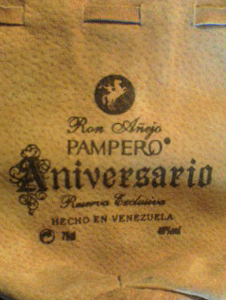 Ron Añejo
PAMPERO®
Aniversario
Reserva Exclusiva
HECHO EN VENEZUELA
70cl 40%vol